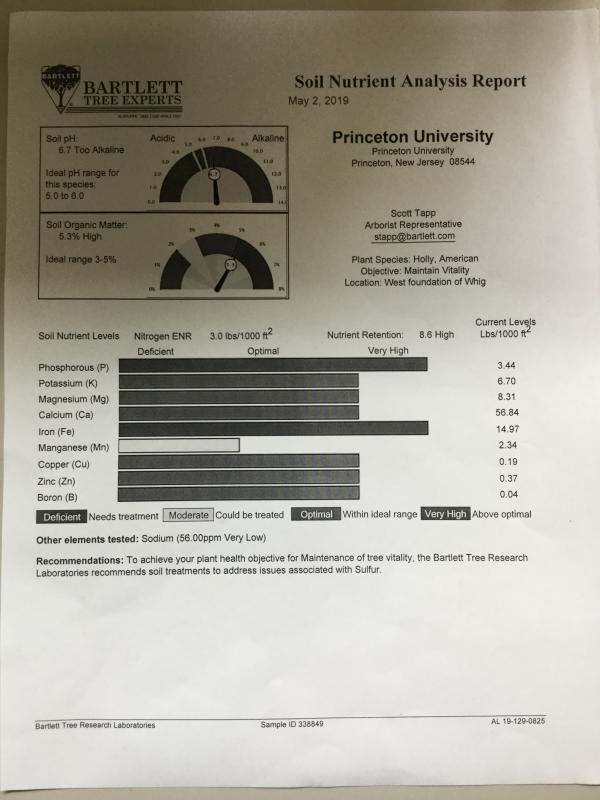 BARTLETT
BARTLETT
TREE EXPERTS
Soil Nutrient Analysis Report
May 2, 2019
Soil pH:
6.7 Too Alkaline
Ideal pH range for
this species:
5.0 to 6.0
Acidic
Alkaline
0.0
1.0
2.0
3.0
4.0
5.0
6.0
7.0
8.0
9.0
10.0
11.0
12.0
13.0
14.0
6.7
Soil Organic Matter:
5.3% High
Ideal range 3-5%
0%
1%
2%
3%
4%
5%
6%
7%
8%
5.3
Princeton University
Princeton University
Princeton, New Jersey 08544
Scott Tapp
Arborist Representative
stapp@bartlett.com
Plant Species: Holly, American
Objective: Maintain Vitality
Location: West foundation of Whig
Soil Nutrient Levels Nitrogen ENR 3.0 lbs/1000 ft2 Nutrient Retention: 8.6 High
Current Levels
Lbs/1000 ft2
Deficient Optimal Very High
Phosphorous (P) 3.44
Potassium (K) 6.70
Magnesium (Mg) 8.31
Calcium (Ca) 56.84
Iron (Fe) 14.97
Manganese (Mn) 2.34
Copper (Cu) 0.19
Zinc (Zn) 0.37
Boron (B) 0.04
Deficient Needs treatment Moderate Could be treated Optimal Within ideal range Very High Above optimal
Other elements tested: Sodium (56.00ppm Very Low)
Recommendations: To achieve your plant health objective for Maintenance of tree vitality, the Bartlett Tree Research
Laboratories recommends soil treatments to address issues associated with Sulfur.
Bartlett Tree Research Laboratories Sample ID 338849 AL 19-129-0825